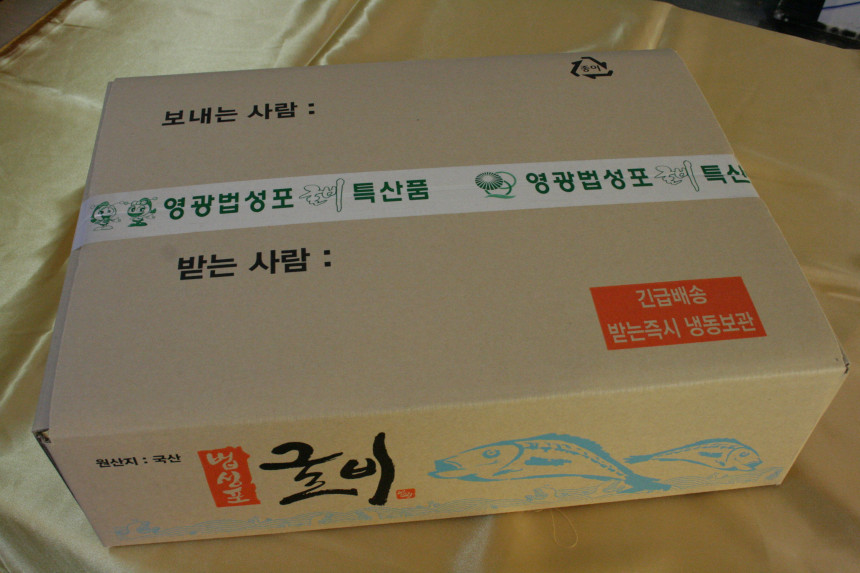 종이
보내는 사람 :
영광법성포 굴비 특산품 영광법성포 굴비 특산
받는 사람 :
긴급배송
받는즉시 냉동보관
원산지 : 국산
법성포
굴비